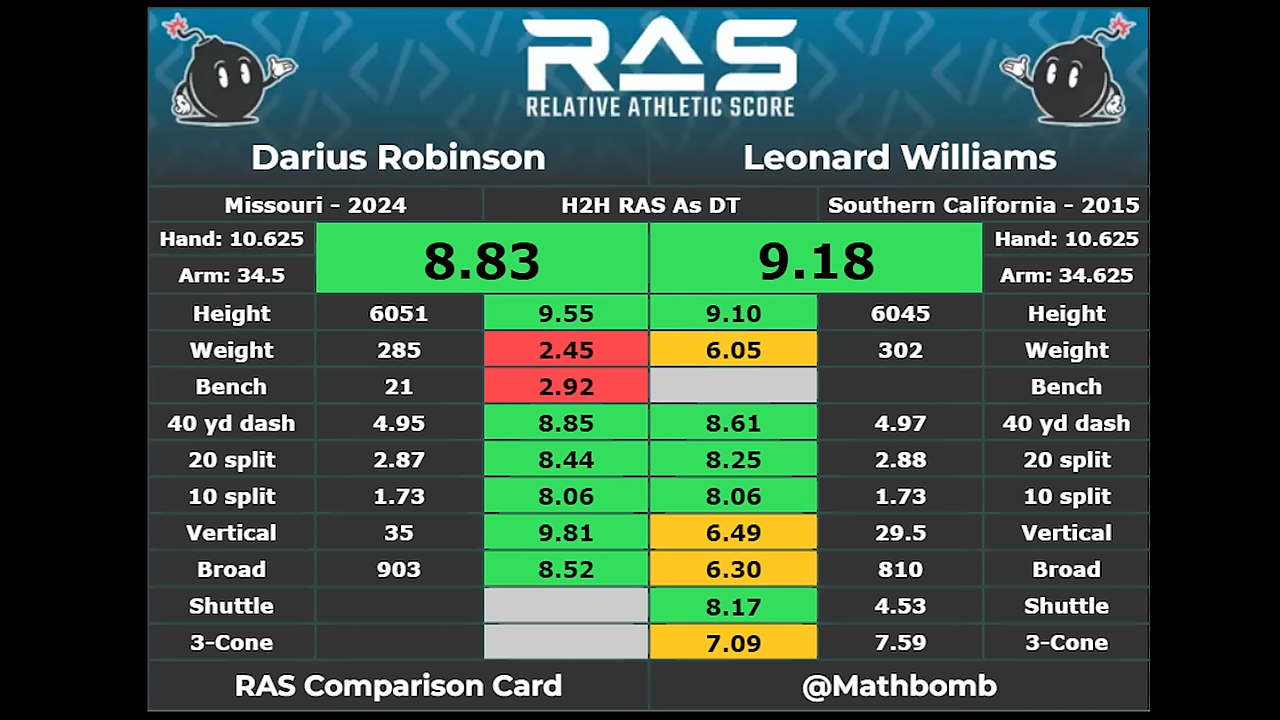 RAS
RELATIVE ATHLETIC SCORE
Darius Robinson Leonard Williams
Missouri - 2024 H2H RAS As DT Southern California - 2015
Hand: 10.625 8.83 9.18 Hand: 10.625
Arm: 34.5 Arm: 34.625
Height 6051 9.55 9.10 6045 Height
Weight 285 2.45 6.05 302 Weight
Bench 21 2.92 Bench
40 yd dash 4.95 8.85 8.61 4.97 40 yd dash
20 split 2.87 8.44 8.25 2.88 20 split
10 split 1.73 8.06 8.06 1.73 10 split
Vertical 35 9.81 6.49 29.5 Vertical
Broad 903 8.52 6.30 810 Broad
Shuttle 8.17 4.53 Shuttle
3-Cone 7.09 7.59 3-Cone
RAS Comparison Card @Mathbomb